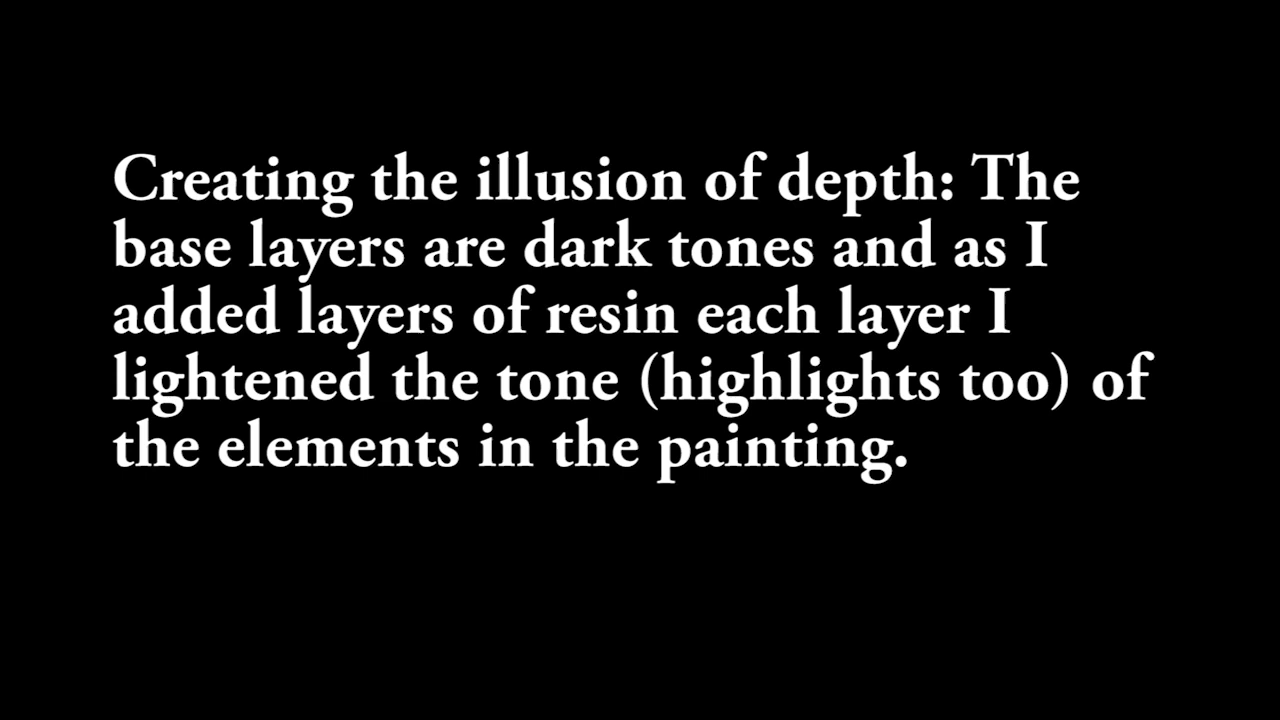 Creating the illusion of depth: The
base layers are dark tones and as I
added layers of resin each layer I
lightened the tone (highlights too) of
the elements in the painting.